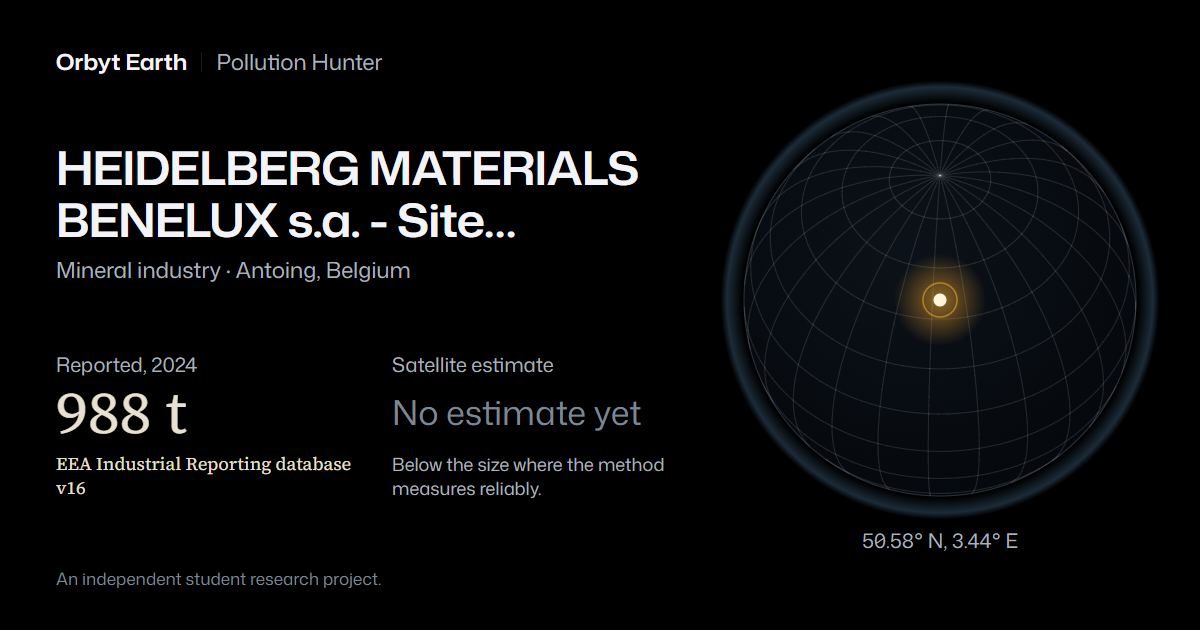 Orbyt Earth | Pollution Hunter
HEIDELBERG MATERIALS
BENELUX s.a. - Site...
Mineral industry · Antoing, Belgium
Reported, 2024
988 t
EEA Industrial Reporting database
v16
Satellite estimate
No estimate yet
Below the size where the method
measures reliably.
50.58° N, 3.44° E
An independent student research project.